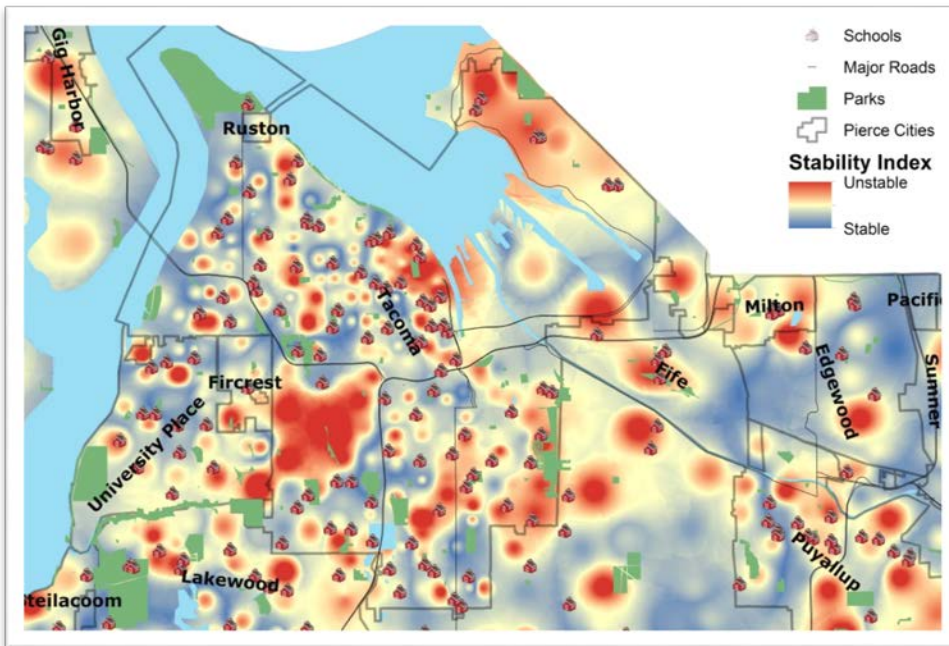 Gig Harbor
Ruston
Schools
Major Roads
Parks
Pierce Cities
Stability Index
Unstable
Stable
Tacoma
Milton
Pacifi
Fircrest
Fife
Edgewood
Sumner
University Place
Lakewood
Puyallup
Steilacoom